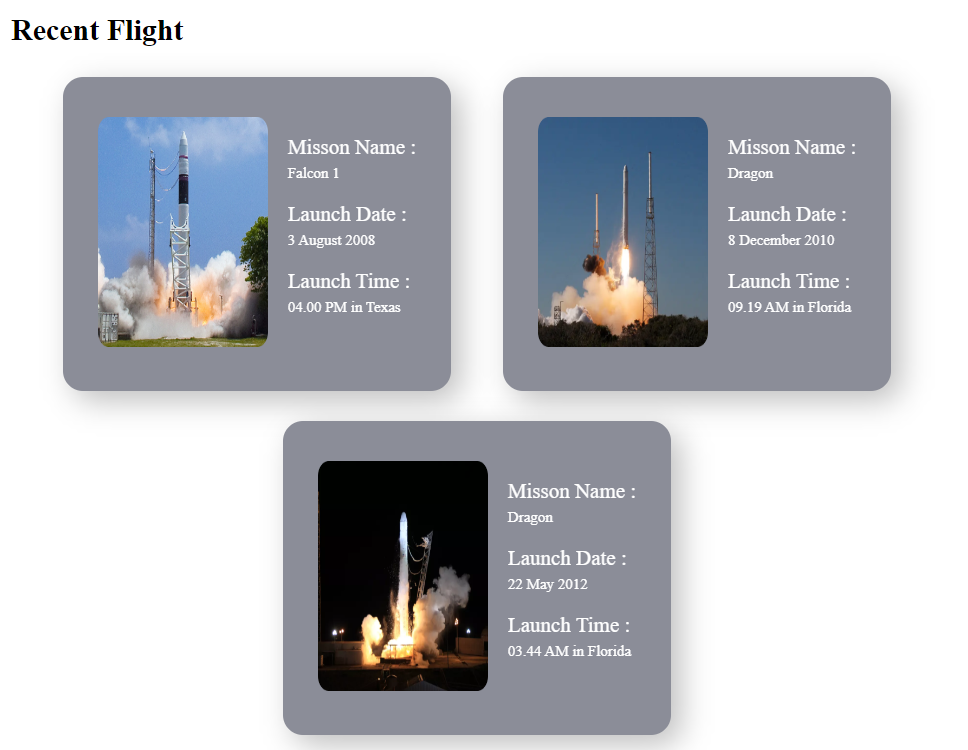 Recent Flight
Misson Name :
Falcon 1
Launch Date :
3 August 2008
Launch Time :
04.00 PM in Texas
Misson Name :
Dragon
Launch Date :
8 December 2010
Launch Time :
09.19 AM in Florida
Misson Name :
Dragon
Launch Date :
22 May 2012
Launch Time :
03.44 AM in Florida